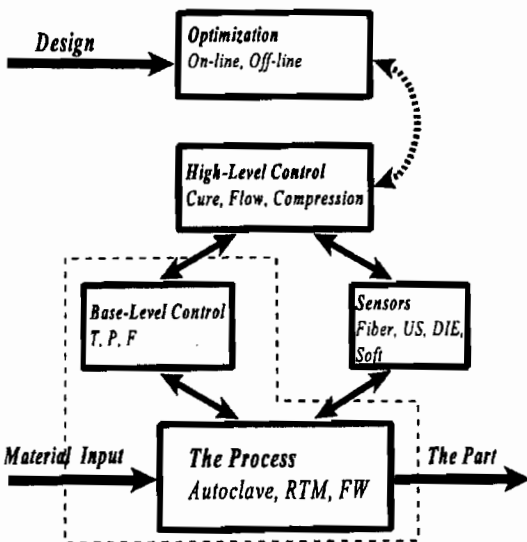 Design
Optimization
On-line, Off-line
High-Level Control
Cure, Flow, Compression
Base-Level Control
T, P, F
Sensors
Fiber, US, DIE,
Soft
Material Input
The Process
Autoclave, RTM, FW
The Part